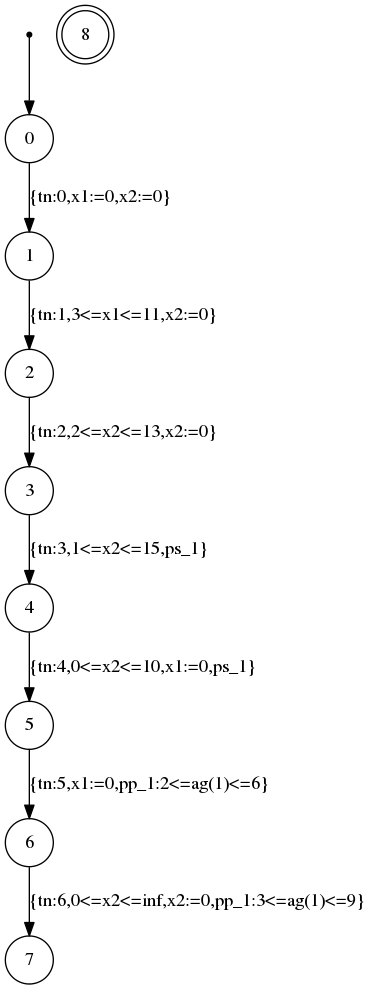 8
0
{tn:0,x1:=0,x2:=0}
1
{tn:1,3<=x1<=11,x2:=0}
2
{tn:2,2<=x2<=13,x2:=0}
3
{tn:3,1<=x2<=15,ps_1}
4
{tn:4,0<=x2<=10,x1:=0,ps_1}
5
{tn:5,x1:=0,pp_1:2<=ag(1)<=6}
6
{tn:6,0<=x2<=inf,x2:=0,pp_1:3<=ag(1)<=9}
7